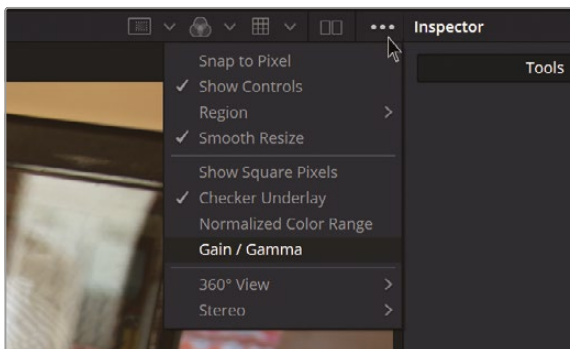 Inspector
Tools
Snap to Pixel
✓ Show Controls
Region >
✓ Smooth Resize
Show Square Pixels
✓ Checker Underlay
Normalized Color Range
Gain / Gamma
360° View >
Stereo >